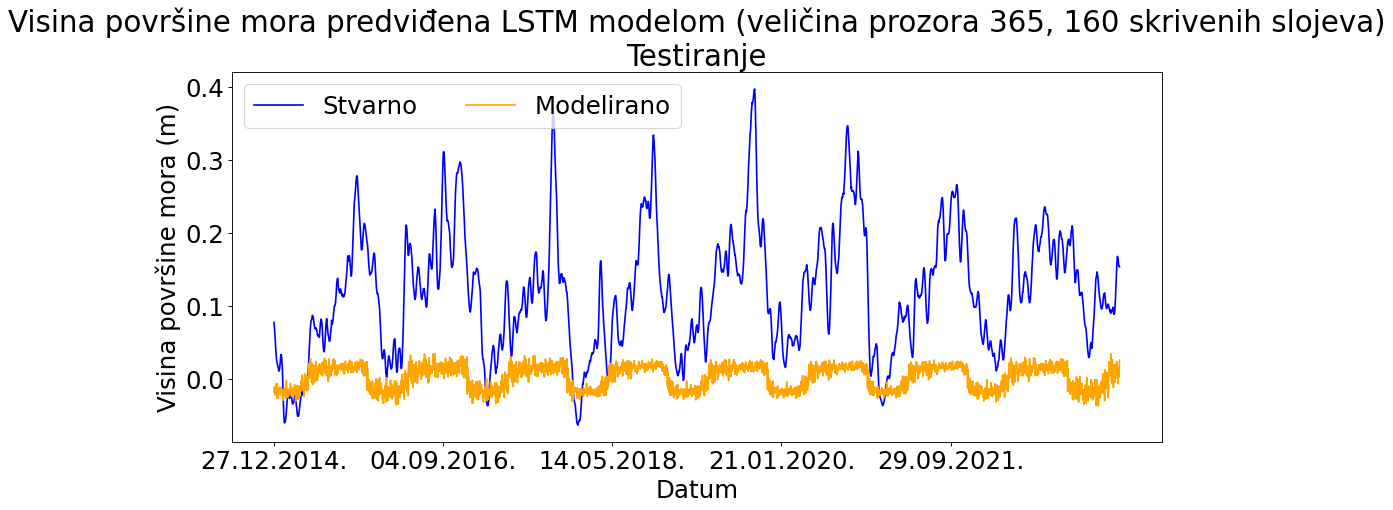 Visina površine mora predviđena LSTM modelom (veličina prozora 365, 160 skrivenih slojeva)
Testiranje
Stvarno
Modelirano
Visina površine mora (m)
0.4
0.3
0.2
0.1
0.0
27.12.2014.
04.09.2016.
14.05.2018.
21.01.2020.
29.09.2021.
Datum